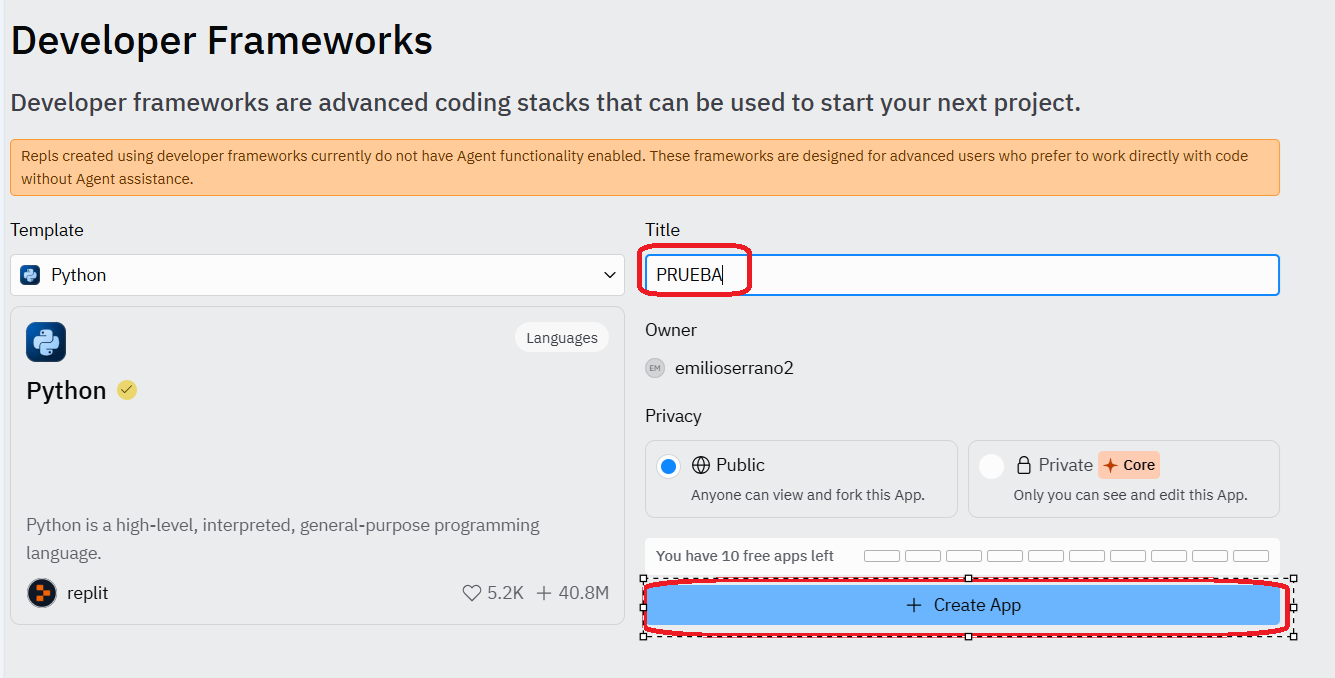 Developer Frameworks
Developer frameworks are advanced coding stacks that can be used to start your next project.
Repls created using developer frameworks currently do not have Agent functionality enabled. These frameworks are designed for advanced users who prefer to work directly with code
without Agent assistance.
Template
Python
Languages
Python
Python is a high-level, interpreted, general-purpose programming
language.
replit
5.2K
40.8M
Title
PRUEBA
Owner
EM
emilioserrano2
Privacy
Public
Anyone can view and fork this App.
Private
Core
Only you can see and edit this App.
You have 10 free apps left
+ Create App